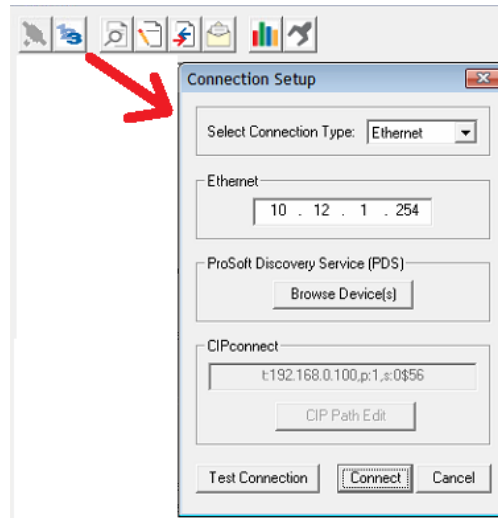 Connection Setup
Select Connection Type: Ethernet
Ethernet
10 . 12 . 1 . 254
ProSoft Discovery Service (PDS)
Browse Device(s)
CIPconnect
t:192.168.0.100,p:1,s:0$56
CIP Path Edit
Test Connection Connect Cancel